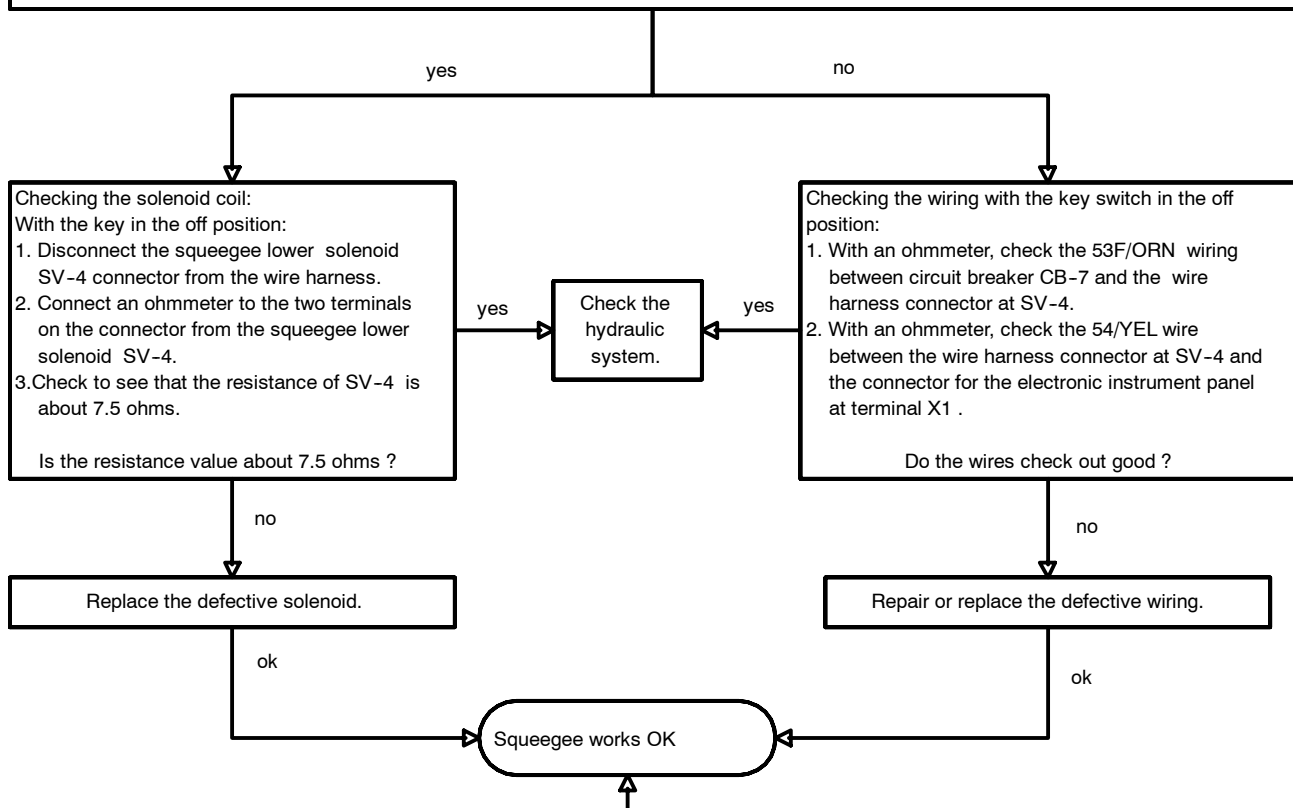 yes
no
Checking the solenoid coil:
With the key in the off position:
1. Disconnect the squeegee lower solenoid
SV-4 connector from the wire harness.
2. Connect an ohmmeter to the two terminals
on the connector from the squeegee lower
solenoid SV-4.
3.Check to see that the resistance of SV-4 is
about 7.5 ohms.
Is the resistance value about 7.5 ohms ?
yes
Check the
hydraulic
system.
yes
Checking the wiring with the key switch in the off
position:
1. With an ohmmeter, check the 53F/ORN wiring
between circuit breaker CB-7 and the wire
harness connector at SV-4.
2. With an ohmmeter, check the 54/YEL wire
between the wire harness connector at SV-4 and
the connector for the electronic instrument panel
at terminal X1 .
Do the wires check out good ?
no
no
Replace the defective solenoid.
Repair or replace the defective wiring.
ok
ok
Squeegee works OK